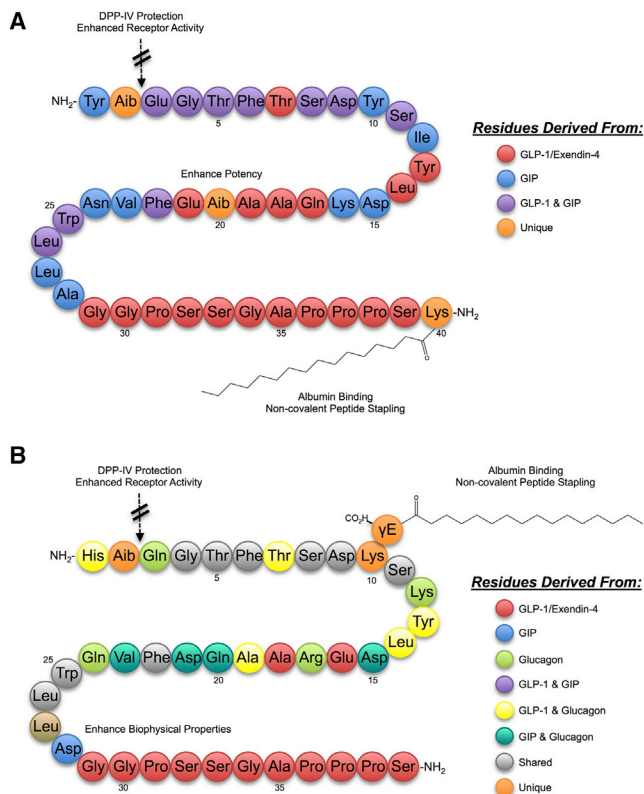 A
DPP-IV Protection
Enhanced Receptor Activity
NH2- Tyr Aib Glu Gly Thr Phe Thr Ser Asp Tyr
5
10
Ser
Ile
Tyr
Leu
Enhance Potency
Asn Val Phe Glu Aib Ala Ala Gln Lys Asp
20
15
25
Trp
Leu
Leu
Ala
Gly Gly Pro Ser Ser Gly Ala Pro Pro Pro Ser Lys -NH2
30
35
40
O
Albumin Binding
Non-covalent Peptide Stapling
Residues Derived From:
GLP-1/Exendin-4
GIP
GLP-1 & GIP
Unique
B
DPP-IV Protection
Enhanced Receptor Activity
Albumin Binding
Non-covalent Peptide Stapling
CO2H
γE
O
NH2- His Aib Gln Gly Thr Phe Thr Ser Asp Lys
5
10
Ser
Lys
Tyr
Leu
Gln Val Phe Asp Gln Ala Ala Arg Glu Asp
20
15
25
Trp
Leu
Leu
Enhance Biophysical Properties
Asp
Gly Gly Pro Ser Ser Gly Ala Pro Pro Pro Ser -NH2
30
35
Residues Derived From:
GLP-1/Exendin-4
GIP
Glucagon
GLP-1 & GIP
GLP-1 & Glucagon
GIP & Glucagon
Shared
Unique